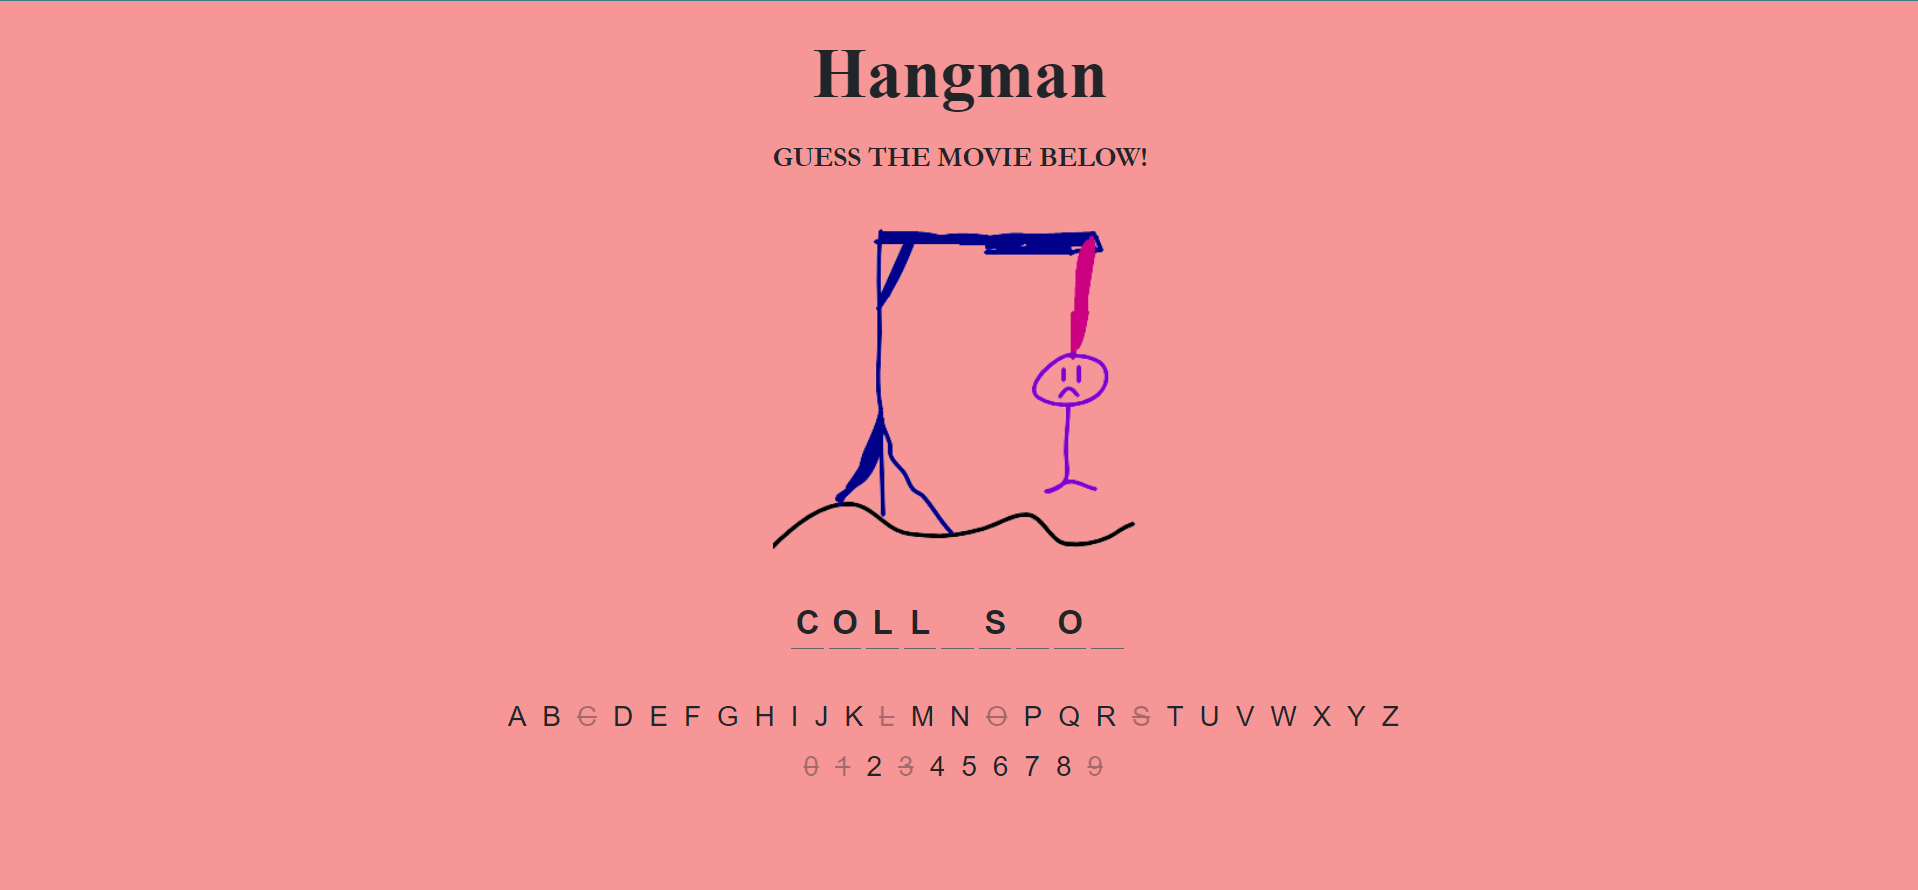 Hangman
GUESS THE MOVIE BELOW!
C O L L _ S _ O _
A B C D E F G H I J K L M N O P Q R S T U V W X Y Z
0 1 2 3 4 5 6 7 8 9